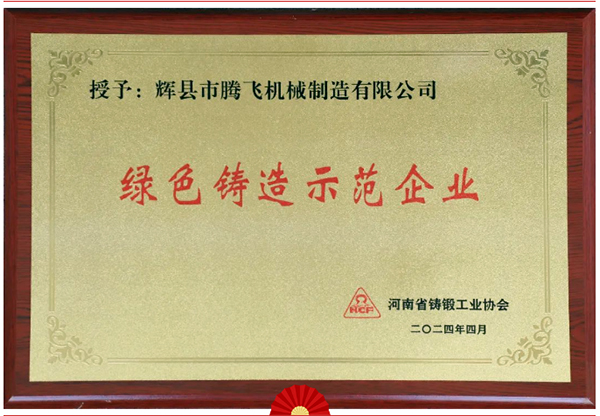 授予：辉县市腾飞机械制造有限公司
绿色铸造示范企业
HCF
河南省铸锻工业协会
二〇二四年四月